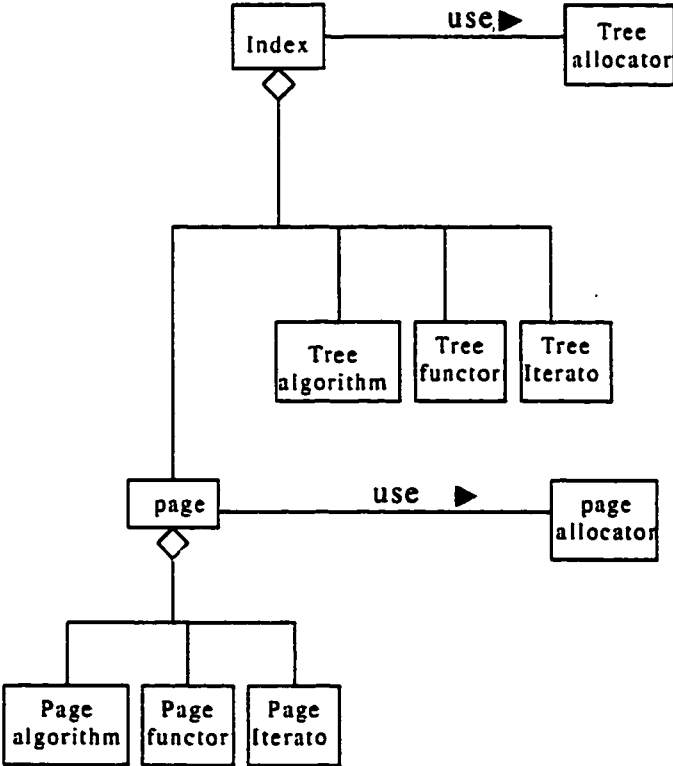 use
Index
Tree
allocator
Tree
algorithm
Tree
functor
Tree
Iterato
page
use
page
allocator
Page
algorithm
Page
functor
Page
Iterato